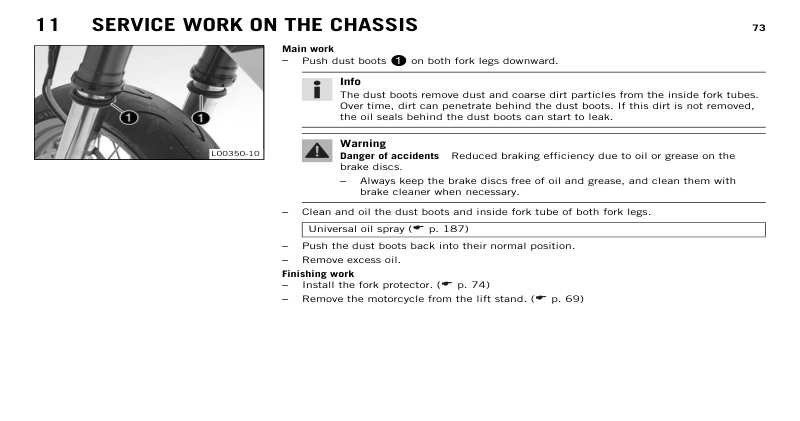 11 SERVICE WORK ON THE CHASSIS 73
1 1
L00350-10
Main work
– Push dust boots 1 on both fork legs downward.
Info
The dust boots remove dust and coarse dirt particles from the inside fork tubes.
Over time, dirt can penetrate behind the dust boots. If this dirt is not removed,
the oil seals behind the dust boots can start to leak.
Warning
Danger of accidents Reduced braking efficiency due to oil or grease on the
brake discs.
– Always keep the brake discs free of oil and grease, and clean them with
brake cleaner when necessary.
– Clean and oil the dust boots and inside fork tube of both fork legs.
Universal oil spray (☛ p. 187)
– Push the dust boots back into their normal position.
– Remove excess oil.
Finishing work
– Install the fork protector. (☛ p. 74)
– Remove the motorcycle from the lift stand. (☛ p. 69)